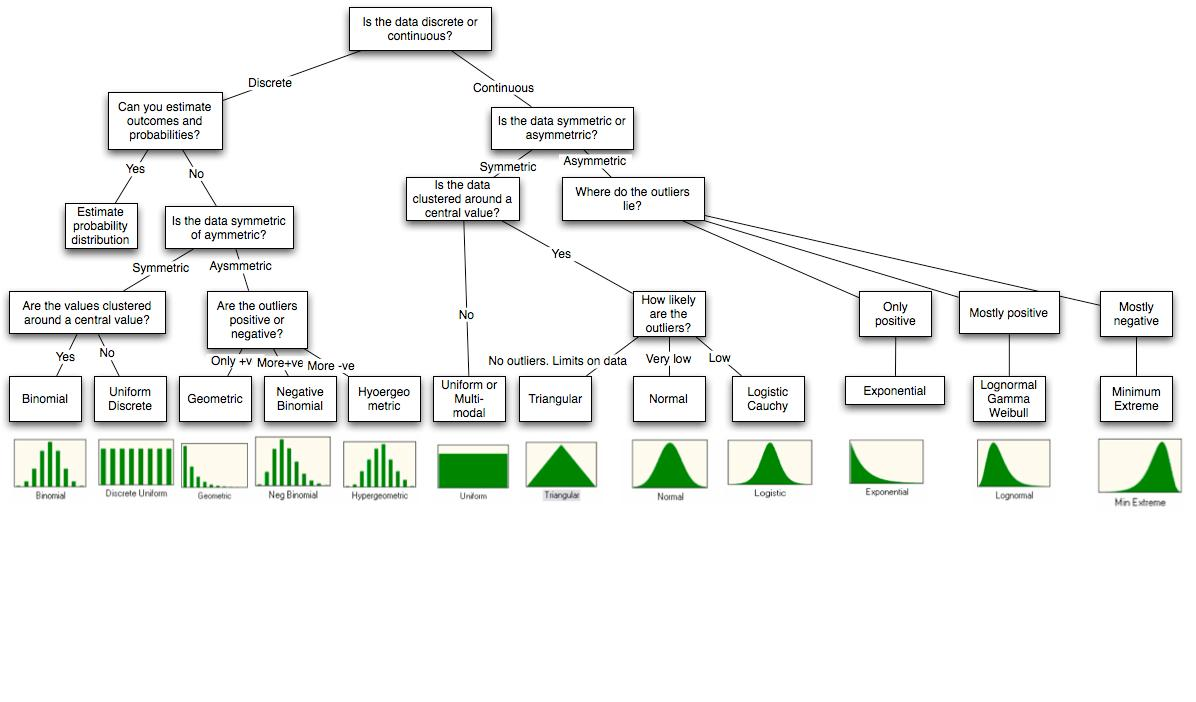 Is the data discrete or
continuous?
Discrete
Continuous
Can you estimate
outcomes and
probabilities?
Is the data symmetric or
asymmetrric?
Yes
No
Symmetric
Asymmetric
Estimate
probability
distribution
Is the data symmetric
of aymmetric?
Is the data
clustered around a
central value?
Where do the outliers
lie?
Symmetric
Aysmmetric
Yes
Are the values clustered
around a central value?
Are the outliers
positive or
negative?
No
How likely
are the
outliers?
Only
positive
Mostly positive
Mostly
negative
Yes
No
Only +v
More+ve
More -ve
No outliers. Limits on data
Very low
Low
Binomial
Uniform
Discrete
Geometric
Negative
Binomial
Hyoergeo
metric
Uniform or
Multi-
modal
Triangular
Normal
Logistic
Cauchy
Exponential
Lognormal
Gamma
Weibull
Minimum
Extreme
Binomial
Discrete Uniform
Geometric
Neg Binomial
Hypergeometric
Uniform
Triangular
Normal
Logistic
Exponential
Lognormal
Min Extreme